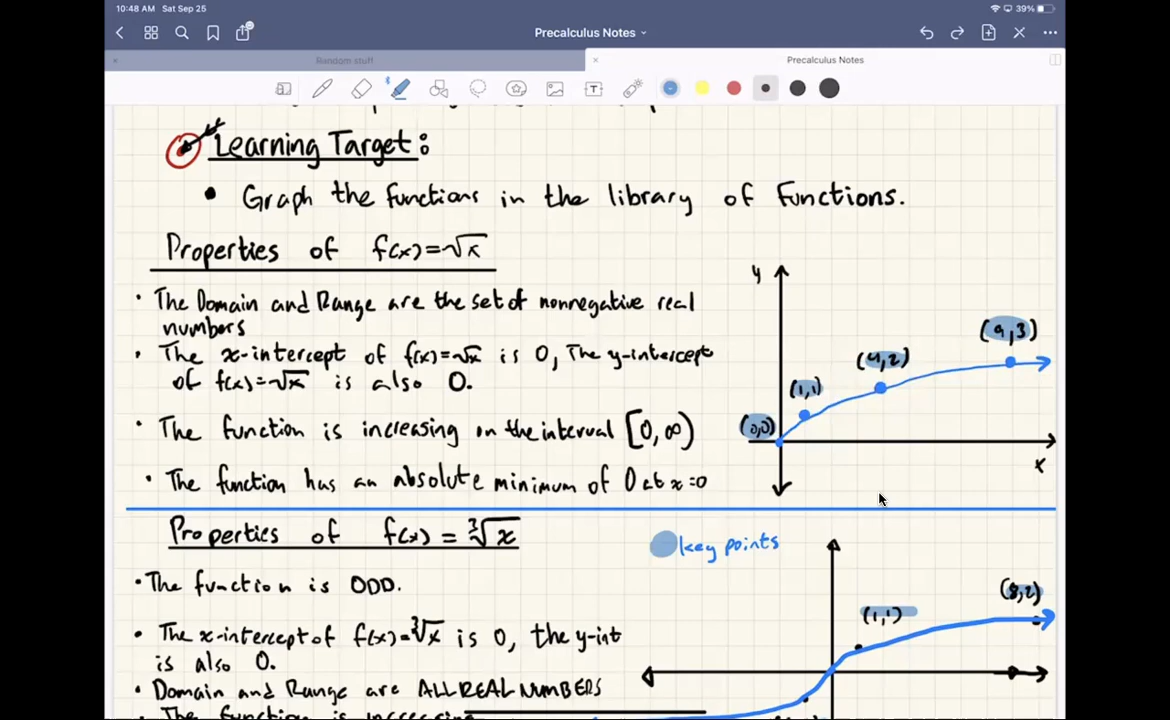 10:48 AM Sat Sep 25
39%
Precalculus Notes
Random stuff
Precalculus Notes
Learning Target:
• Graph the functions in the library of Functions.
Properties of f(x)=√x
• The Domain and Range are the set of nonnegative real
numbers
• The x-intercept of f(x)=√x is 0, The y-intercept
of f(x)=√x is also 0.
• The function is increasing on the interval [0,∞)
• The function has an absolute minimum of 0 at x=0
y
(0,0)
(1,1)
(4,2)
(9,3)
x
Properties of f(x) = ∛x
key points
• The function is ODD.
• The x-intercept of f(x)=∛x is 0, the y-int
is also 0.
• Domain and Range are ALL REAL NUMBERS
• The function is increasing
(1,1)
(8,2)